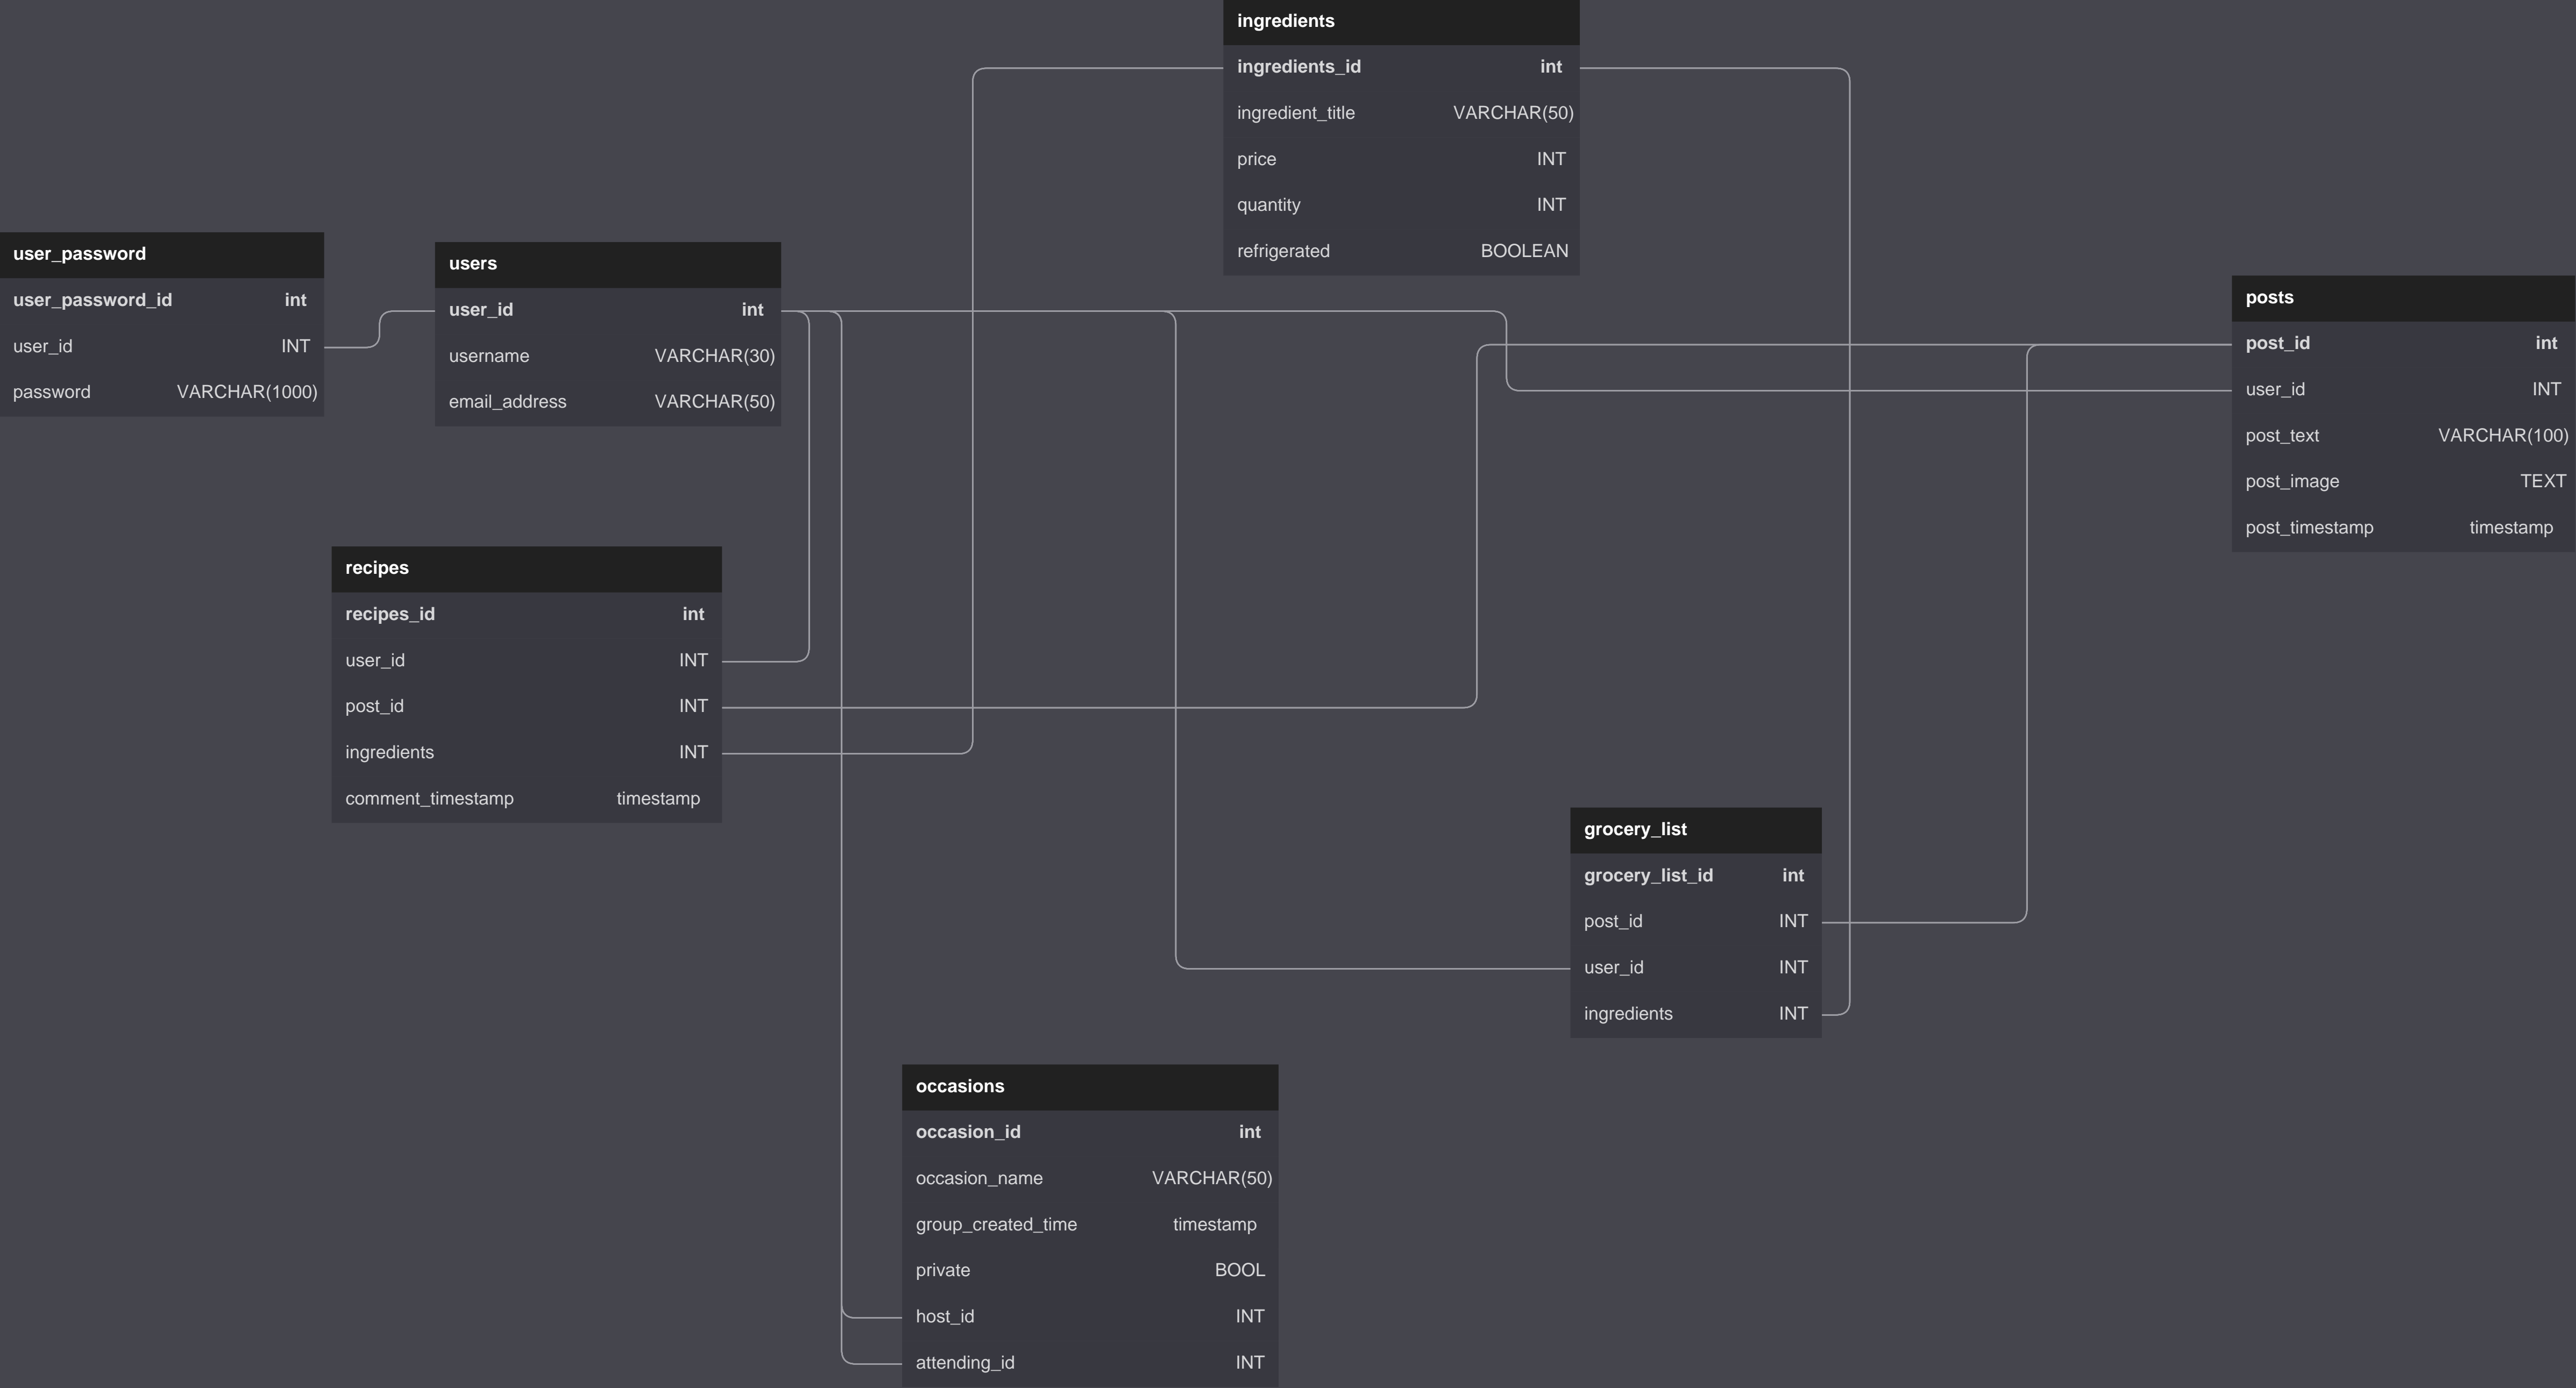 ingredients
ingredients_id int
ingredient_title VARCHAR(50)
price INT
quantity INT
refrigerated BOOLEAN
user_password
user_password_id int
user_id INT
password VARCHAR(1000)
users
user_id int
username VARCHAR(30)
email_address VARCHAR(50)
posts
post_id int
user_id INT
post_text VARCHAR(100)
post_image TEXT
post_timestamp timestamp
recipes
recipes_id int
user_id INT
post_id INT
ingredients INT
comment_timestamp timestamp
grocery_list
grocery_list_id int
post_id INT
user_id INT
ingredients INT
occasions
occasion_id int
occasion_name VARCHAR(50)
group_created_time timestamp
private BOOL
host_id INT
attending_id INT